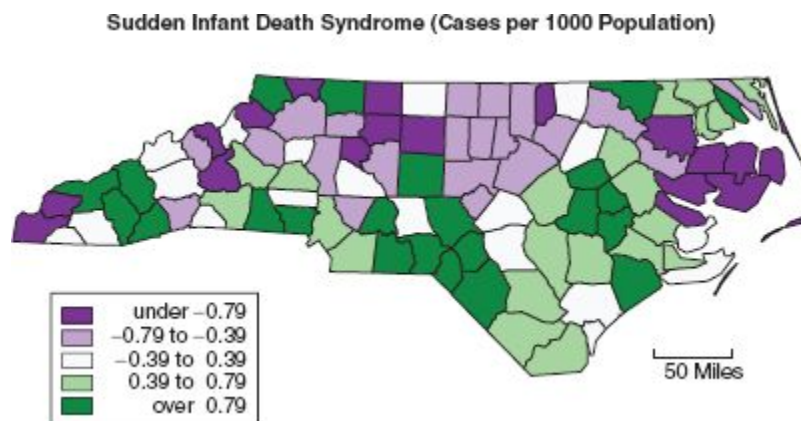 Sudden Infant Death Syndrome (Cases per 1000 Population)
under −0.79
−0.79 to −0.39
−0.39 to 0.39
0.39 to 0.79
over 0.79
50 Miles